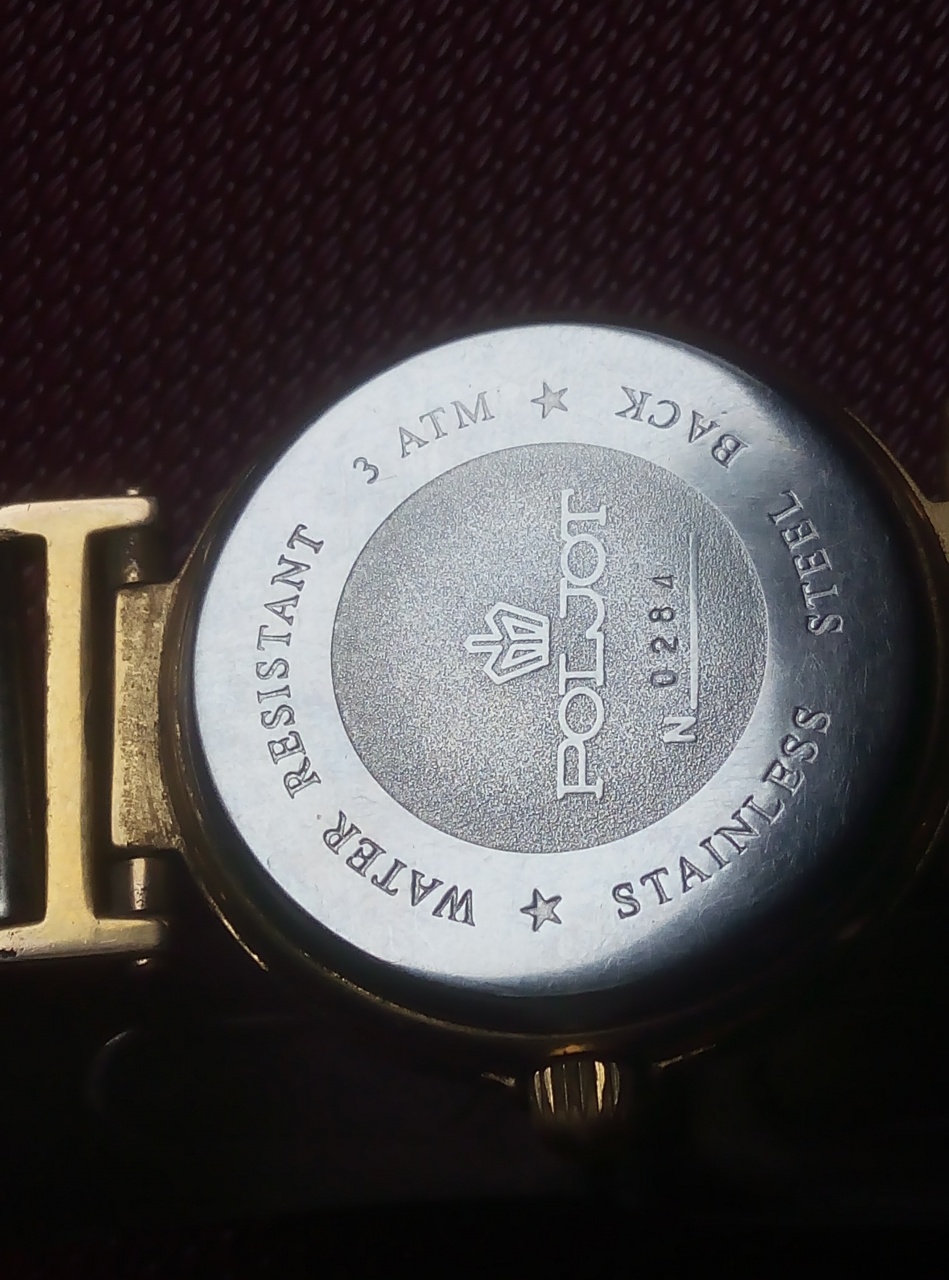 WATER RESISTANT 3 ATM ★ 
STAINLESS STEEL BACK ★
POLJOT
N 0284